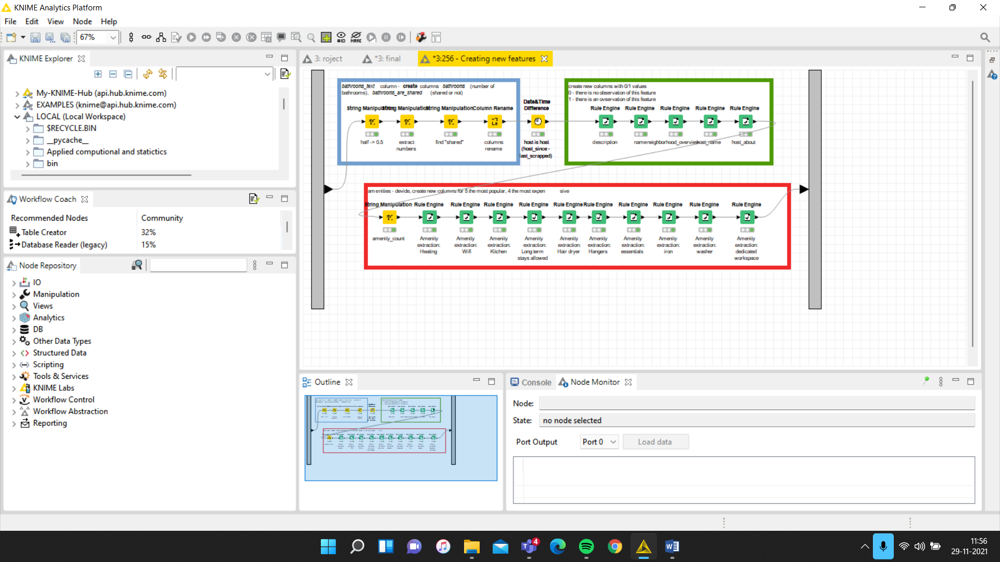 KNIME Analytics Platform
File Edit View Node Help
67%
#ID
NAME
KNIME Explorer
My-KNIME-Hub (api.hub.knime.com)
EXAMPLES (knime@api.hub.knime.com)
LOCAL (Local Workspace)
$RECYCLE.BIN
__pycache__
Applied computional and statictics
bin
Workflow Coach
Recommended Nodes Community
Table Creator 32%
Database Reader (legacy) 15%
Node Repository
IO
Manipulation
Views
Analytics
DB
Other Data Types
Structured Data
Scripting
Tools & Services
KNIME Labs
Workflow Control
Workflow Abstraction
Reporting
3: roject *3: final *3:256 - Creating new features
bathrooms_text column - create columns bathrooms (number of
bathrooms), bathrooms_are_shared (shared or not)
String Manipulation String Manipulation String Manipulation Column Rename
half -> 0.5 extract find "shared" columns
numbers rename
Date&Time
Difference
host is host
(host_since -
last_scrapped)
create new columns with 0/1 values
0 - there is no observation of this feature
1 - there is an ovservation of this feature
Rule Engine Rule Engine Rule Engine Rule Engine Rule Engine
description name neighborhood_overview host_name host_about
amenities - devide, create new columns for 5 the most popular, 4 the most expen sive
String Manipulation Rule Engine Rule Engine Rule Engine Rule Engine Rule Engine Rule Engine Rule Engine Rule Engine Rule Engine Rule Engine
amenity_count Amenity Amenity Amenity Amenity Amenity Amenity Amenity Amenity Amenity Amenity
extraction: extraction: extraction: extraction: extraction: extraction: extraction: extraction: extraction: extraction:
Heating Wifi Kitchen Long term Hair dryer Hangers essentials iron washer dedicated
stays allowed workspace
Outline
Console Node Monitor
Node:
State: no node selected
Port Output Port 0 Load data
4
11:56
29-11-2021